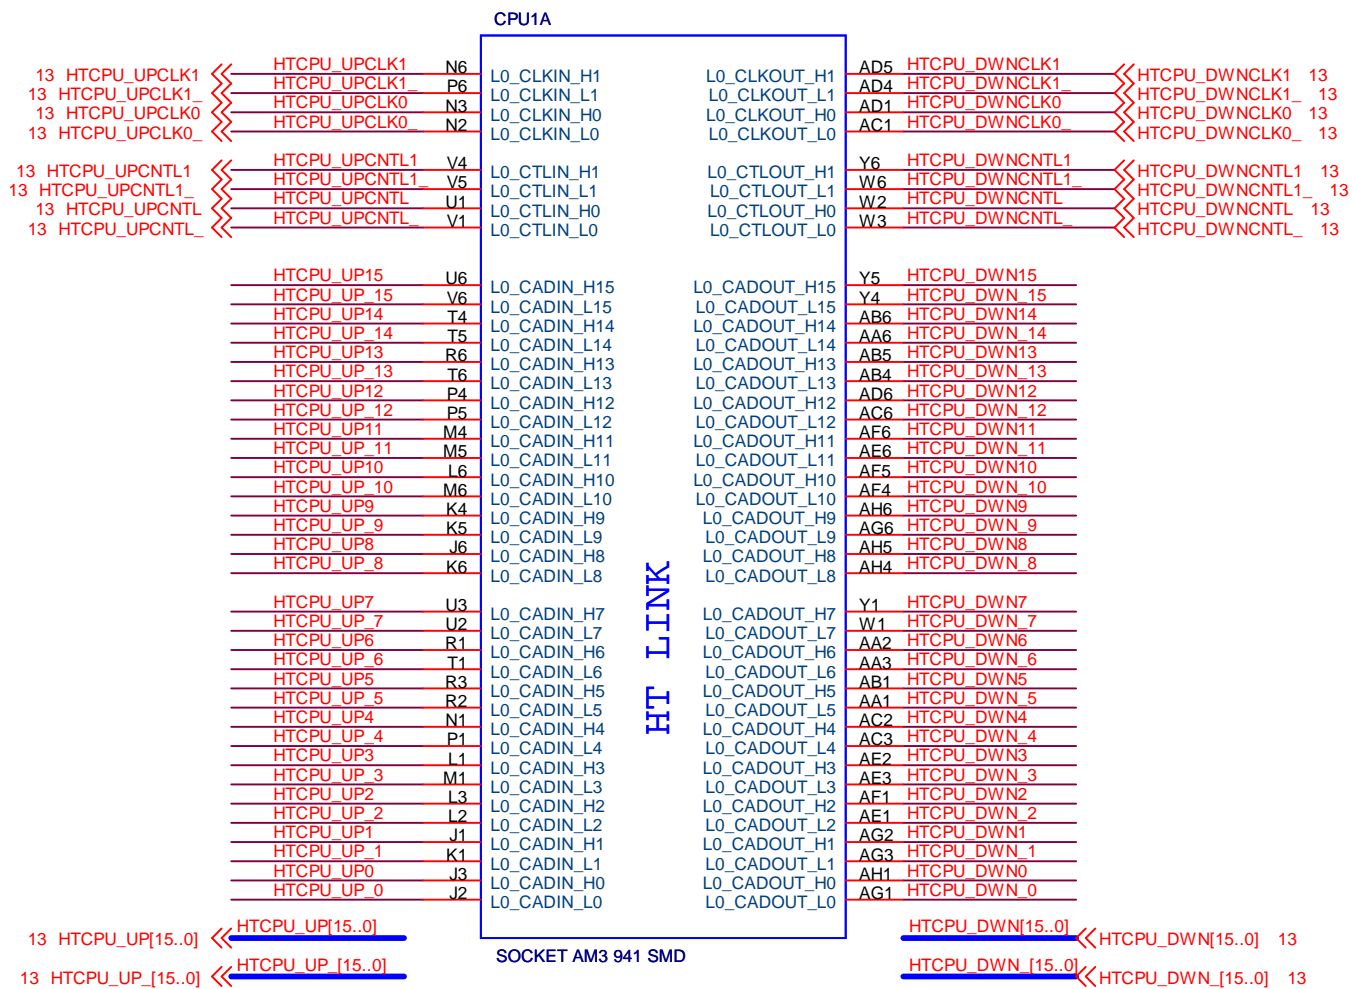 CPU1A
13 HTCPU_UPCLK1 HTCPU_UPCLK1 N6 L0_CLKIN_H1 L0_CLKOUT_H1 AD5 HTCPU_DWNCLK1 HTCPU_DWNCLK1 13
13 HTCPU_UPCLK1_ HTCPU_UPCLK1_ P6 L0_CLKIN_L1 L0_CLKOUT_L1 AD4 HTCPU_DWNCLK1_ HTCPU_DWNCLK1_ 13
13 HTCPU_UPCLK0 HTCPU_UPCLK0 N3 L0_CLKIN_H0 L0_CLKOUT_H0 AD1 HTCPU_DWNCLK0 HTCPU_DWNCLK0 13
13 HTCPU_UPCLK0_ HTCPU_UPCLK0_ N2 L0_CLKIN_L0 L0_CLKOUT_L0 AC1 HTCPU_DWNCLK0_ HTCPU_DWNCLK0_ 13
13 HTCPU_UPCNTL1 HTCPU_UPCNTL1 V4 L0_CTLIN_H1 L0_CTLOUT_H1 Y6 HTCPU_DWNCNTL1 HTCPU_DWNCNTL1 13
13 HTCPU_UPCNTL1_ HTCPU_UPCNTL1_ V5 L0_CTLIN_L1 L0_CTLOUT_L1 W6 HTCPU_DWNCNTL1_ HTCPU_DWNCNTL1_ 13
13 HTCPU_UPCNTL HTCPU_UPCNTL U1 L0_CTLIN_H0 L0_CTLOUT_H0 W2 HTCPU_DWNCNTL HTCPU_DWNCNTL 13
13 HTCPU_UPCNTL_ HTCPU_UPCNTL_ V1 L0_CTLIN_L0 L0_CTLOUT_L0 W3 HTCPU_DWNCNTL_ HTCPU_DWNCNTL_ 13
HTCPU_UP15 U6 L0_CADIN_H15 L0_CADOUT_H15 Y5 HTCPU_DWN15
HTCPU_UP_15 V6 L0_CADIN_L15 L0_CADOUT_L15 Y4 HTCPU_DWN_15
HTCPU_UP14 T4 L0_CADIN_H14 L0_CADOUT_H14 AB6 HTCPU_DWN14
HTCPU_UP_14 T5 L0_CADIN_L14 L0_CADOUT_L14 AA6 HTCPU_DWN_14
HTCPU_UP13 R6 L0_CADIN_H13 L0_CADOUT_H13 AB5 HTCPU_DWN13
HTCPU_UP_13 T6 L0_CADIN_L13 L0_CADOUT_L13 AB4 HTCPU_DWN_13
HTCPU_UP12 P4 L0_CADIN_H12 L0_CADOUT_H12 AD6 HTCPU_DWN12
HTCPU_UP_12 P5 L0_CADIN_L12 L0_CADOUT_L12 AC6 HTCPU_DWN_12
HTCPU_UP11 M4 L0_CADIN_H11 L0_CADOUT_H11 AF6 HTCPU_DWN11
HTCPU_UP_11 M5 L0_CADIN_L11 L0_CADOUT_L11 AE6 HTCPU_DWN_11
HTCPU_UP10 L6 L0_CADIN_H10 L0_CADOUT_H10 AF5 HTCPU_DWN10
HTCPU_UP_10 M6 L0_CADIN_L10 L0_CADOUT_L10 AF4 HTCPU_DWN_10
HTCPU_UP9 K4 L0_CADIN_H9 L0_CADOUT_H9 AH6 HTCPU_DWN9
HTCPU_UP_9 K5 L0_CADIN_L9 L0_CADOUT_L9 AG6 HTCPU_DWN_9
HTCPU_UP8 J6 L0_CADIN_H8 L0_CADOUT_H8 AH5 HTCPU_DWN8
HTCPU_UP_8 K6 L0_CADIN_L8 L0_CADOUT_L8 AH4 HTCPU_DWN_8
HT LINK
HTCPU_UP7 U3 L0_CADIN_H7 L0_CADOUT_H7 Y1 HTCPU_DWN7
HTCPU_UP_7 U2 L0_CADIN_L7 L0_CADOUT_L7 W1 HTCPU_DWN_7
HTCPU_UP6 R1 L0_CADIN_H6 L0_CADOUT_H6 AA2 HTCPU_DWN6
HTCPU_UP_6 T1 L0_CADIN_L6 L0_CADOUT_L6 AA3 HTCPU_DWN_6
HTCPU_UP5 R3 L0_CADIN_H5 L0_CADOUT_H5 AB1 HTCPU_DWN5
HTCPU_UP_5 R2 L0_CADIN_L5 L0_CADOUT_L5 AA1 HTCPU_DWN_5
HTCPU_UP4 N1 L0_CADIN_H4 L0_CADOUT_H4 AC2 HTCPU_DWN4
HTCPU_UP_4 P1 L0_CADIN_L4 L0_CADOUT_L4 AC3 HTCPU_DWN_4
HTCPU_UP3 L1 L0_CADIN_H3 L0_CADOUT_H3 AE2 HTCPU_DWN3
HTCPU_UP_3 M1 L0_CADIN_L3 L0_CADOUT_L3 AE3 HTCPU_DWN_3
HTCPU_UP2 L3 L0_CADIN_H2 L0_CADOUT_H2 AF1 HTCPU_DWN2
HTCPU_UP_2 L2 L0_CADIN_L2 L0_CADOUT_L2 AE1 HTCPU_DWN_2
HTCPU_UP1 J1 L0_CADIN_H1 L0_CADOUT_H1 AG2 HTCPU_DWN1
HTCPU_UP_1 K1 L0_CADIN_L1 L0_CADOUT_L1 AG3 HTCPU_DWN_1
HTCPU_UP0 J3 L0_CADIN_H0 L0_CADOUT_H0 AH1 HTCPU_DWN0
HTCPU_UP_0 J2 L0_CADIN_L0 L0_CADOUT_L0 AG1 HTCPU_DWN_0
13 HTCPU_UP[15..0] HTCPU_UP[15..0] HTCPU_DWN[15..0] HTCPU_DWN[15..0] 13
SOCKET AM3 941 SMD
13 HTCPU_UP_[15..0] HTCPU_UP_[15..0] HTCPU_DWN_[15..0] HTCPU_DWN_[15..0] 13